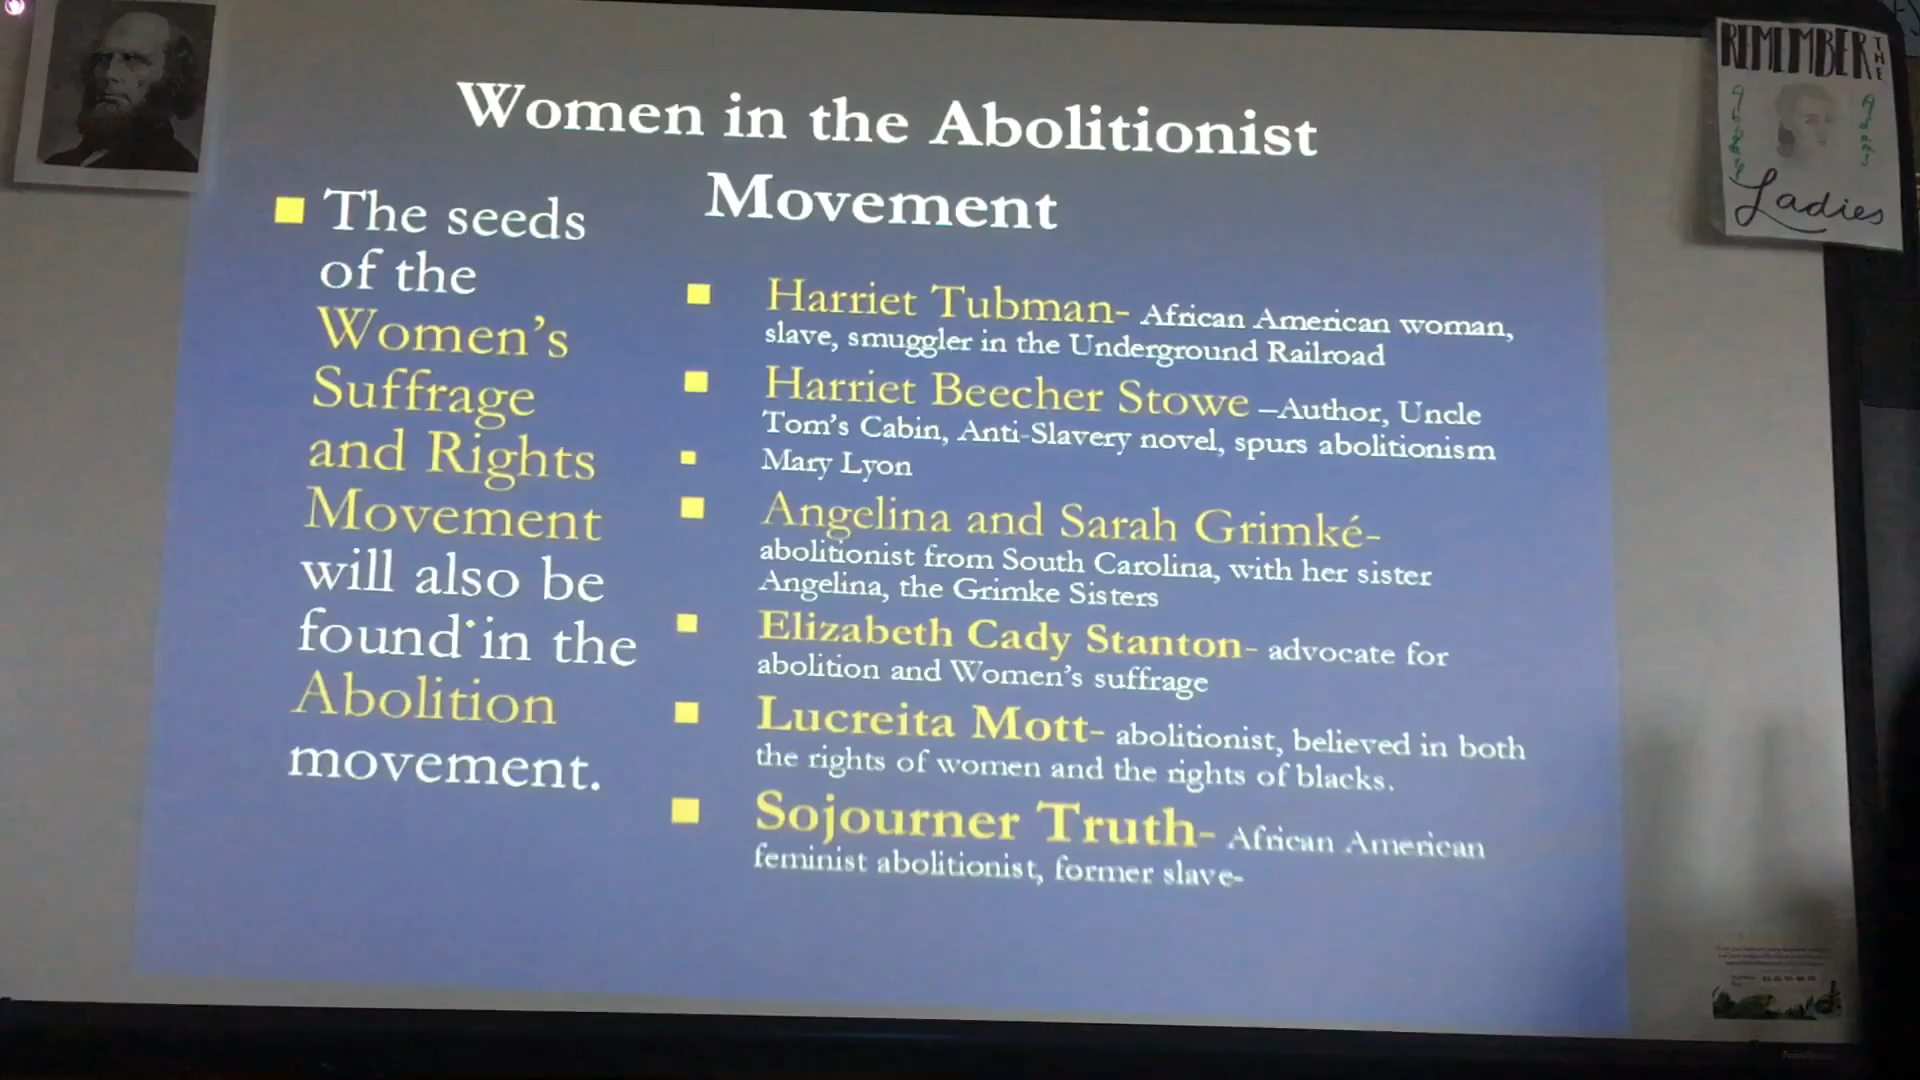 Women in the Abolitionist
Movement
The seeds
of the
Women's
Suffrage
and Rights
Movement
will also be
found in the
Abolition
movement.
Harriet Tubman- African American woman,
slave, smuggler in the Underground Railroad
Harriet Beecher Stowe –Author, Uncle
Tom's Cabin, Anti-Slavery novel, spurs abolitionism
Mary Lyon
Angelina and Sarah Grimké-
abolitionist from South Carolina, with her sister
Angelina, the Grimke Sisters
Elizabeth Cady Stanton- advocate for
abolition and Women's suffrage
Lucreita Mott- abolitionist, believed in both
the rights of women and the rights of blacks.
Sojourner Truth- African American
feminist abolitionist, former slave-
REMEMBER THE
Ladies